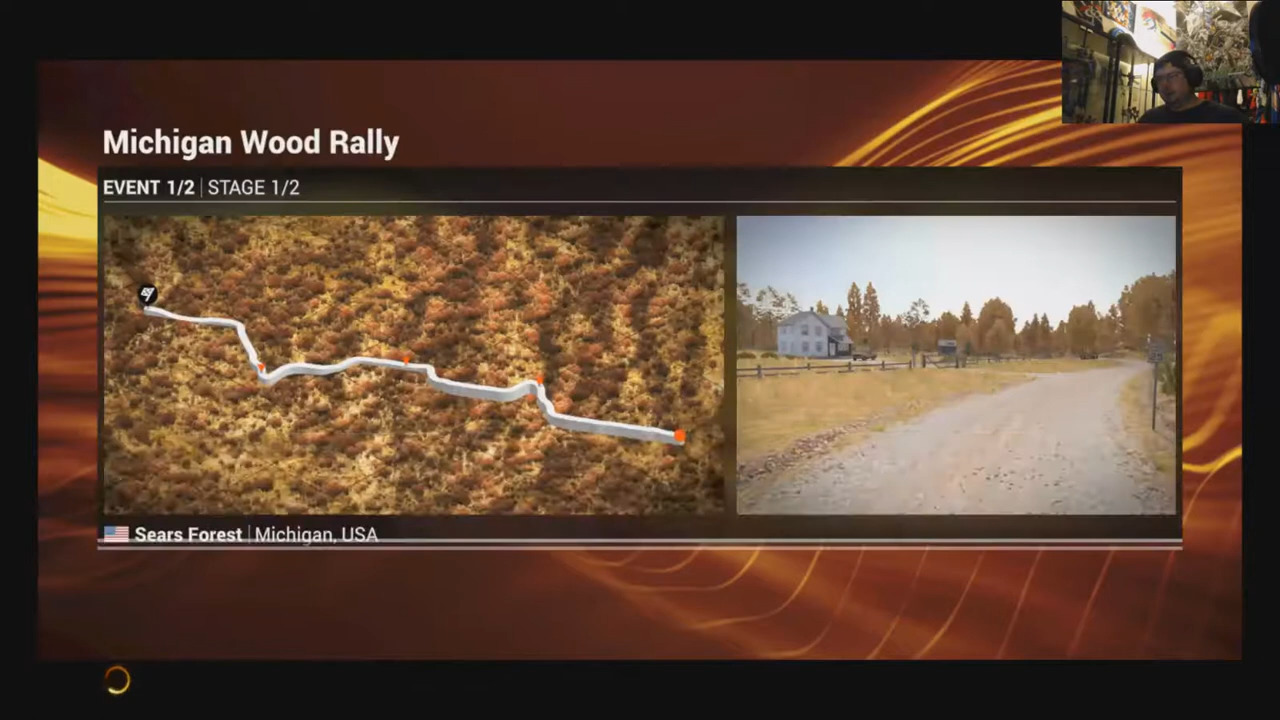 Michigan Wood Rally
EVENT 1/2 | STAGE 1/2
Sears Forest | Michigan, USA